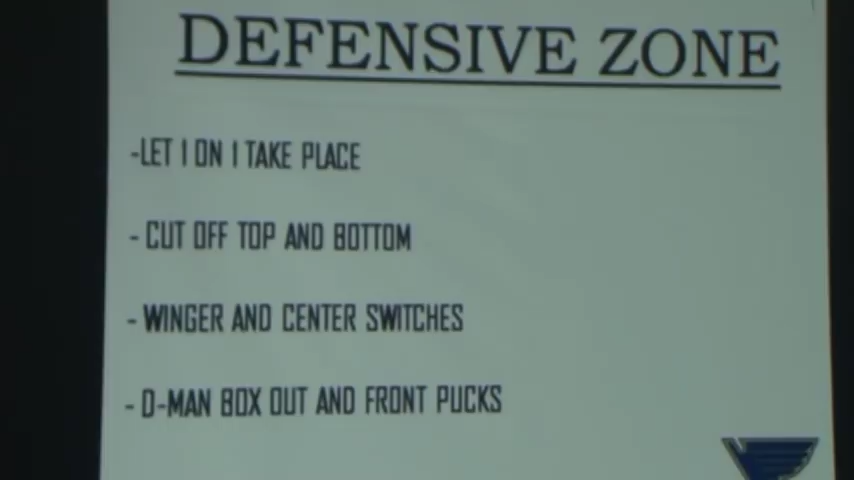 DEFENSIVE ZONE
-LET 1 ON 1 TAKE PLACE
- CUT OFF TOP AND BOTTOM
- WINGER AND CENTER SWITCHES
- D-MAN BOX OUT AND FRONT PUCKS